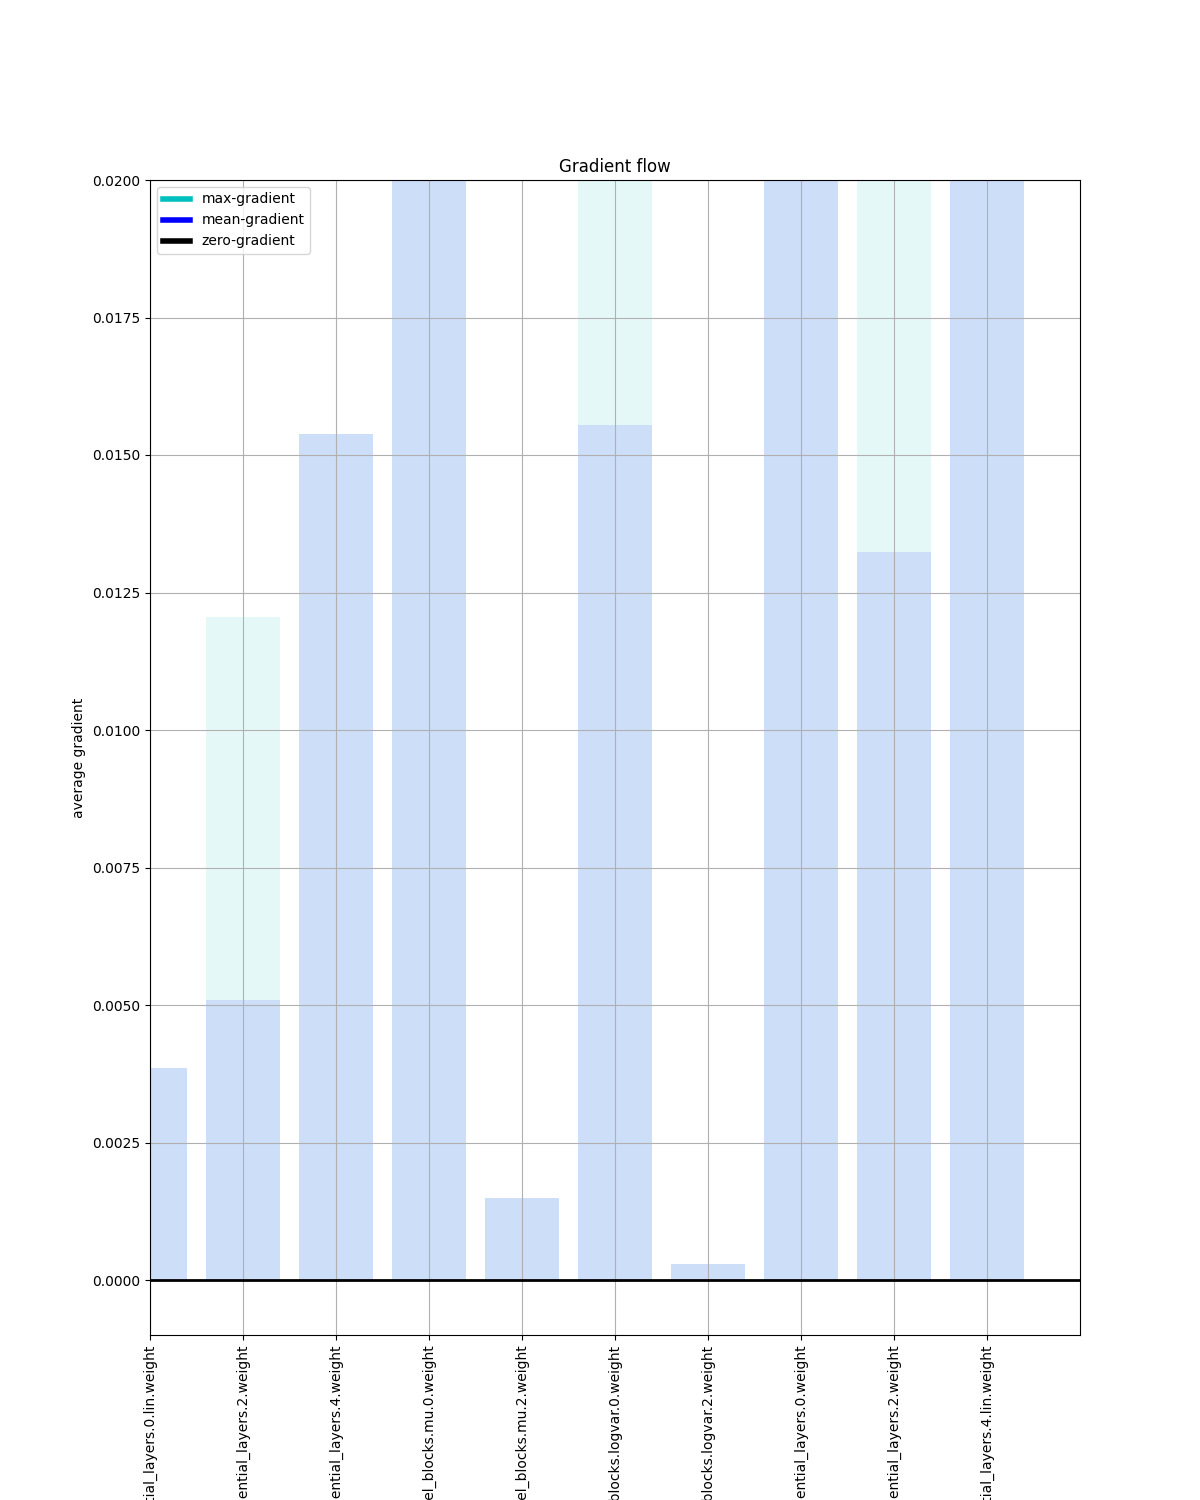 Gradient flow
max-gradient
mean-gradient
zero-gradient
0.0200
0.0175
0.0150
0.0125
0.0100
0.0075
0.0050
0.0025
0.0000
average gradient
tial_layers.0.lin.weight
ential_layers.2.weight
ential_layers.4.weight
el_blocks.mu.0.weight
el_blocks.mu.2.weight
blocks.logvar.0.weight
blocks.logvar.2.weight
ential_layers.0.weight
ential_layers.2.weight
tial_layers.4.lin.weight